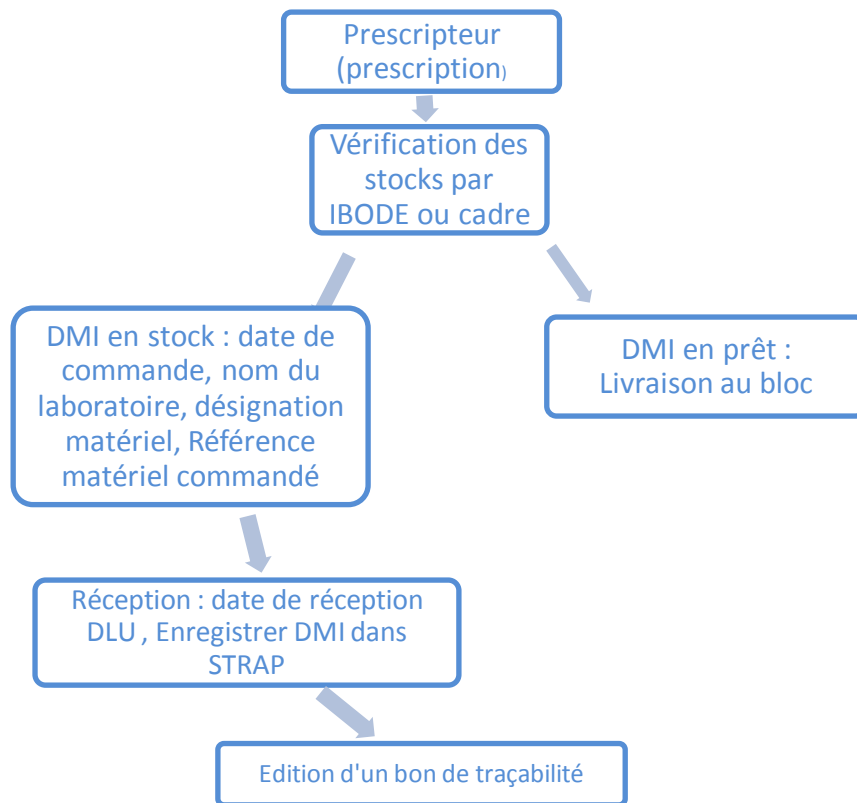 Prescripteur
(prescription)
Vérification des
stocks par
IBODE ou cadre
DMI en stock : date de
commande, nom du
laboratoire, désignation
matériel, Référence
matériel commandé
DMI en prêt :
Livraison au bloc
Réception : date de réception
DLU , Enregistrer DMI dans
STRAP
Edition d'un bon de traçabilité